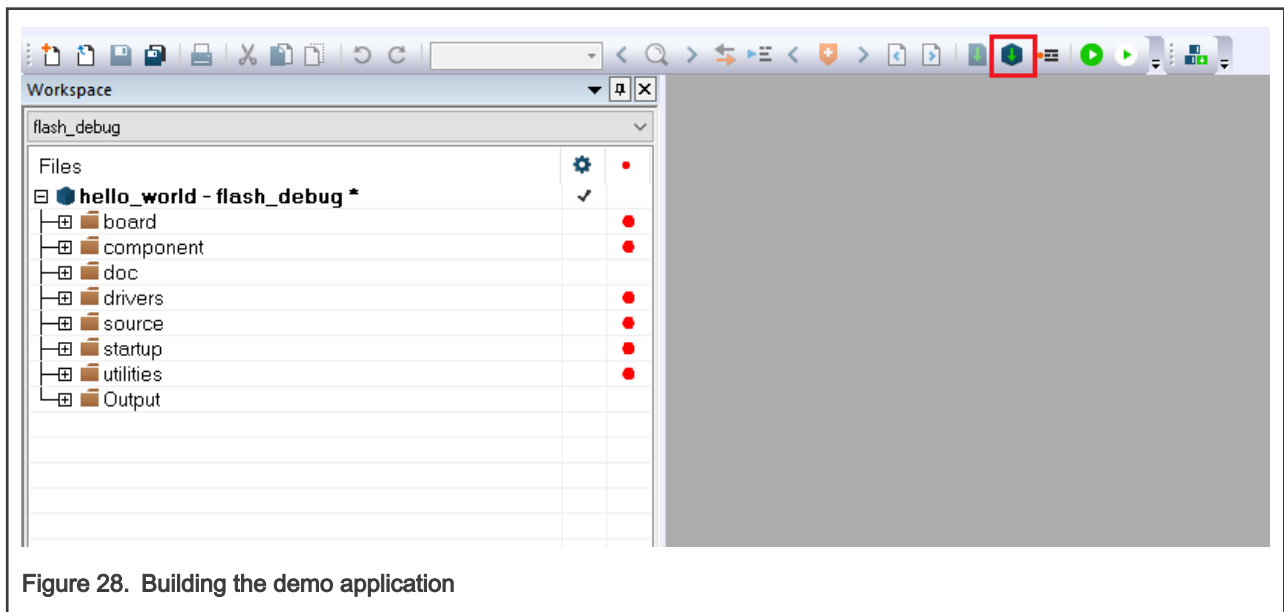 Workspace
flash_debug
Files
hello_world - flash_debug *
board
component
doc
drivers
source
startup
utilities
Output
Figure 28. Building the demo application